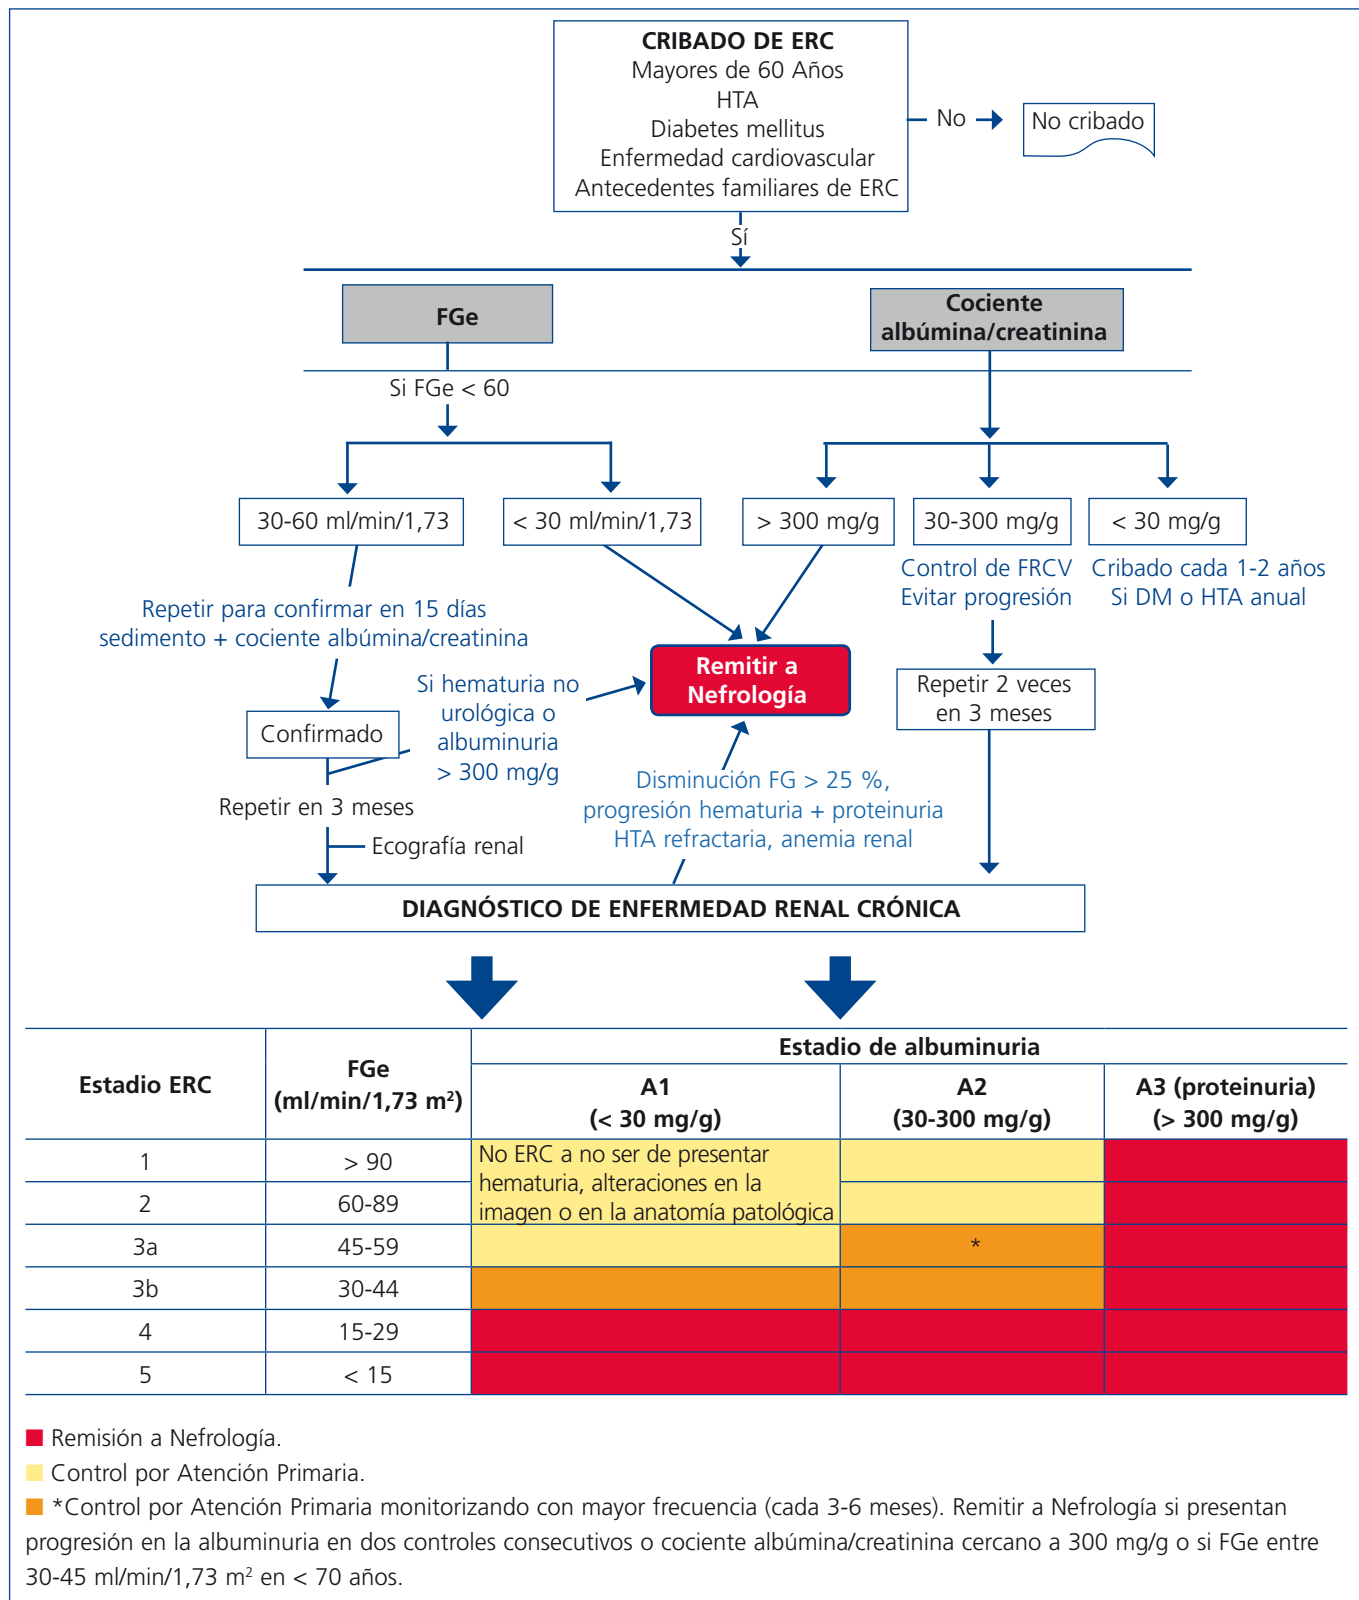 CRIBADO DE ERC
Mayores de 60 Años
HTA
Diabetes mellitus
Enfermedad cardiovascular
Antecedentes familiares de ERC
No
No cribado
Sí
FGe
Cociente
albúmina/creatinina
Si FGe < 60
30-60 ml/min/1,73
< 30 ml/min/1,73
> 300 mg/g
30-300 mg/g
< 30 mg/g
Control de FRCV
Evitar progresión
Cribado cada 1-2 años
Si DM o HTA anual
Repetir para confirmar en 15 días
sedimento + cociente albúmina/creatinina
Remitir a
Nefrología
Repetir 2 veces
en 3 meses
Si hematuria no
urológica o
albuminuria
> 300 mg/g
Confirmado
Repetir en 3 meses
Ecografía renal
Disminución FG > 25 %,
progresión hematuria + proteinuria
HTA refractaria, anemia renal
DIAGNÓSTICO DE ENFERMEDAD RENAL CRÓNICA
Estadio ERC
FGe
(ml/min/1,73 m²)
Estadio de albuminuria
A1
(< 30 mg/g)
A2
(30-300 mg/g)
A3 (proteinuria)
(> 300 mg/g)
1
> 90
No ERC a no ser de presentar
hematuria, alteraciones en la
imagen o en la anatomía patológica
2
60-89
3a
45-59
*
3b
30-44
4
15-29
5
< 15
Remisión a Nefrología.
Control por Atención Primaria.
*Control por Atención Primaria monitorizando con mayor frecuencia (cada 3-6 meses). Remitir a Nefrología si presentan
progresión en la albuminuria en dos controles consecutivos o cociente albúmina/creatinina cercano a 300 mg/g o si FGe entre
30-45 ml/min/1,73 m² en < 70 años.